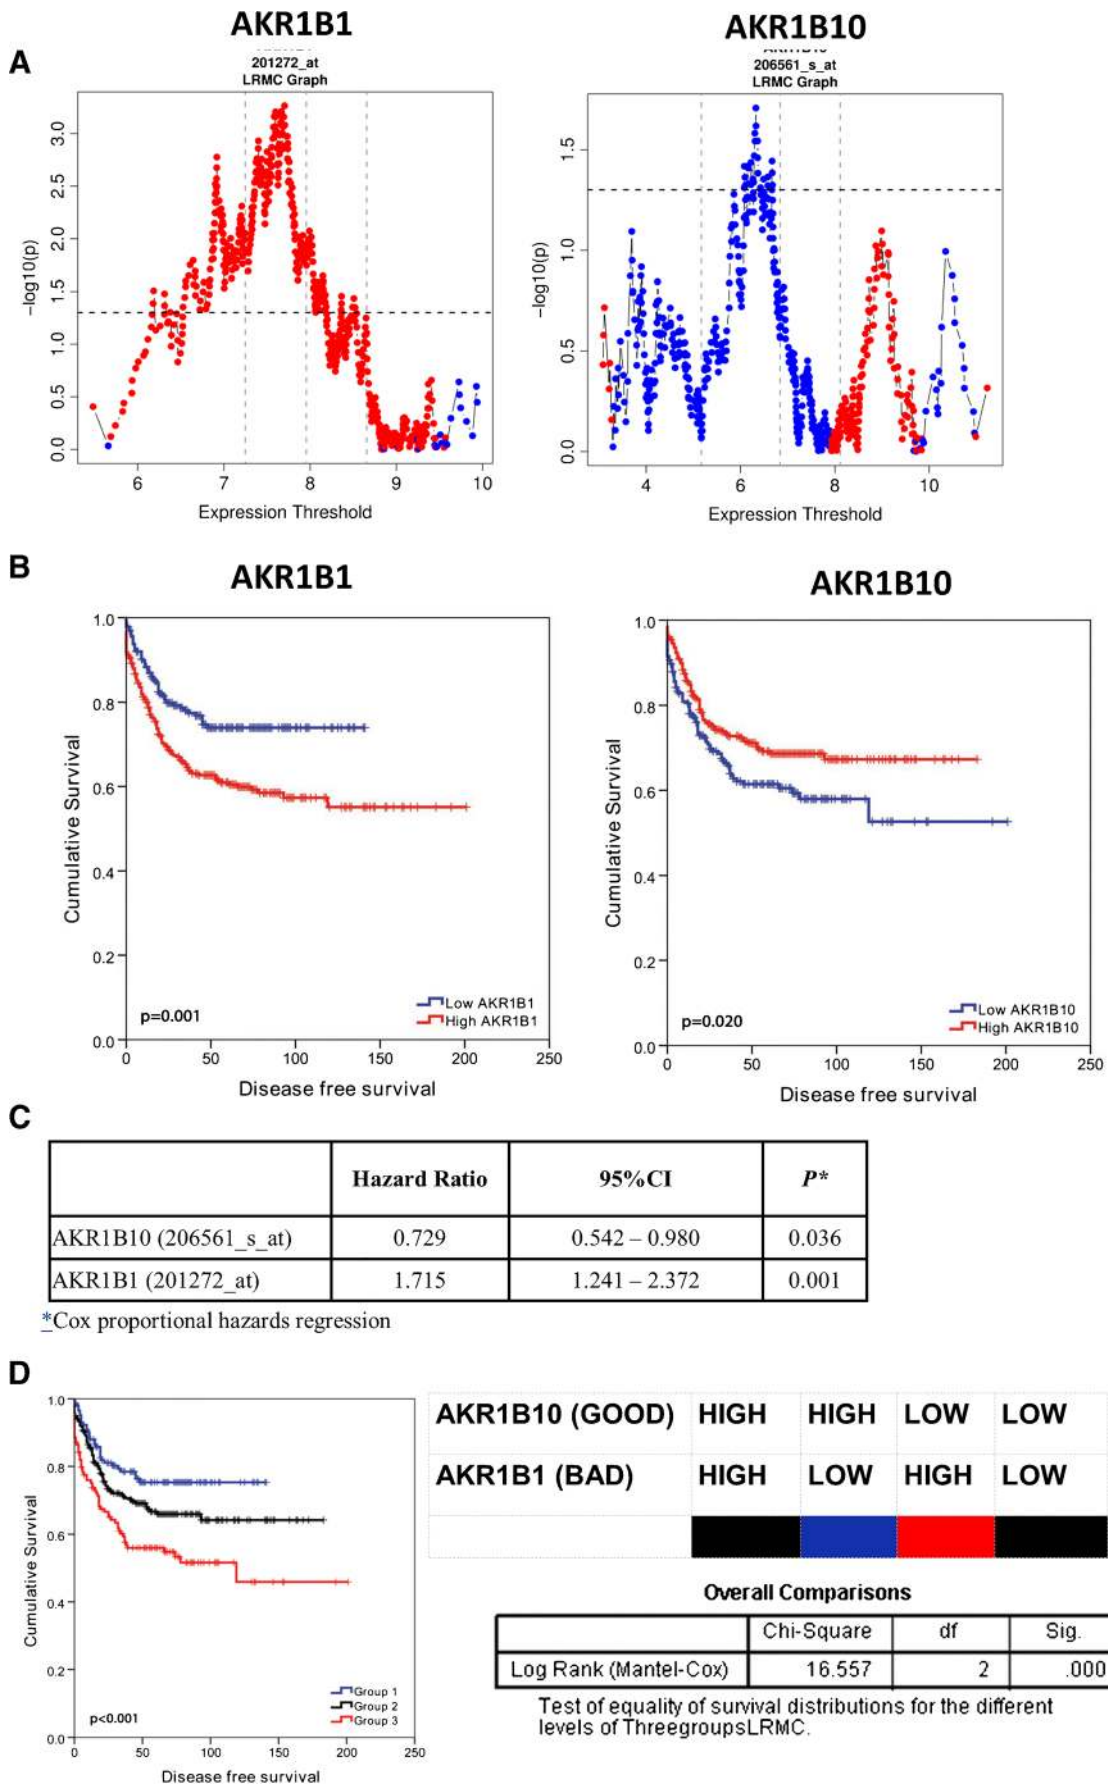 AKR1B1
AKR1B10
A
201272_at
LRMC Graph
206561_s_at
LRMC Graph
3.0
2.5
2.0
1.5
1.0
0.5
0.0
-log10(p)
6 7 8 9 10
Expression Threshold
1.5
1.0
0.5
0.0
-log10(p)
4 6 8 10
Expression Threshold
B
AKR1B1
AKR1B10
1.0
0.8
0.6
0.4
0.2
0.0
Cumulative Survival
p=0.001
Low AKR1B1
High AKR1B1
0 50 100 150 200 250
Disease free survival
1.0
0.8
0.6
0.4
0.2
0.0
Cumulative Survival
p=0.020
Low AKR1B10
High AKR1B10
0 50 100 150 200 250
Disease free survival
C
Hazard Ratio 95%CI P*
AKR1B10 (206561_s_at) 0.729 0.542 – 0.980 0.036
AKR1B1 (201272_at) 1.715 1.241 – 2.372 0.001
*Cox proportional hazards regression
D
1.0
0.8
0.6
0.4
0.2
0.0
Cumulative Survival
p<0.001
Group 1
Group 2
Group 3
0 50 100 150 200 250
Disease free survival
AKR1B10 (GOOD) HIGH HIGH LOW LOW
AKR1B1 (BAD) HIGH LOW HIGH LOW
Overall Comparisons
Chi-Square df Sig.
Log Rank (Mantel-Cox) 16.557 2 .000
Test of equality of survival distributions for the different
levels of ThreegroupsLRMC.